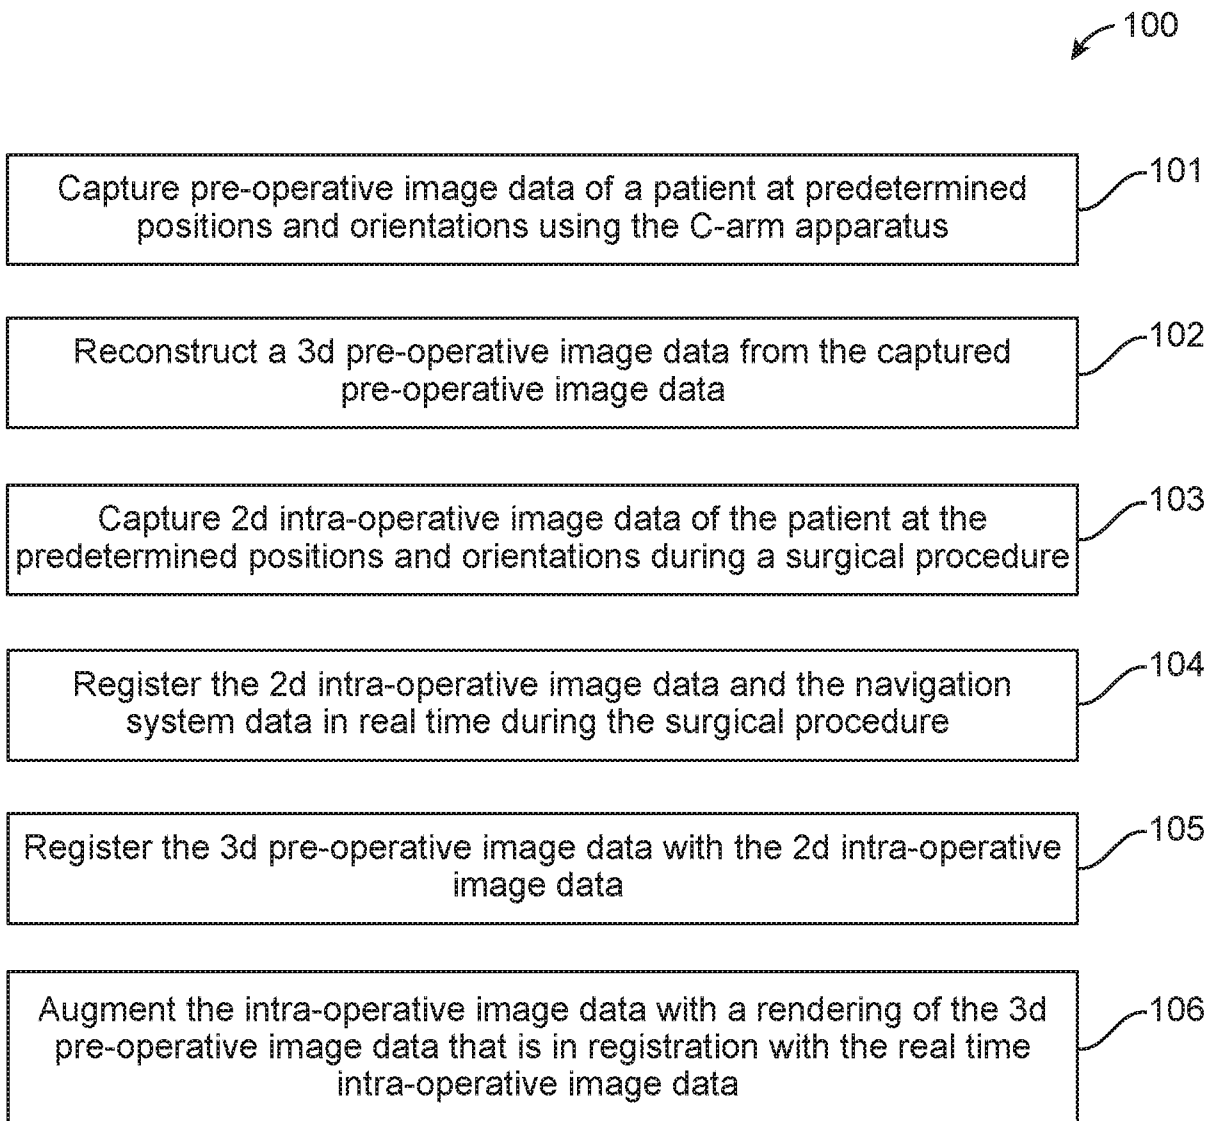 100
Capture pre-operative image data of a patient at predetermined
positions and orientations using the C-arm apparatus
101
Reconstruct a 3d pre-operative image data from the captured
pre-operative image data
102
Capture 2d intra-operative image data of the patient at the
predetermined positions and orientations during a surgical procedure
103
Register the 2d intra-operative image data and the navigation
system data in real time during the surgical procedure
104
Register the 3d pre-operative image data with the 2d intra-operative
image data
105
Augment the intra-operative image data with a rendering of the 3d
pre-operative image data that is in registration with the real time
intra-operative image data
106